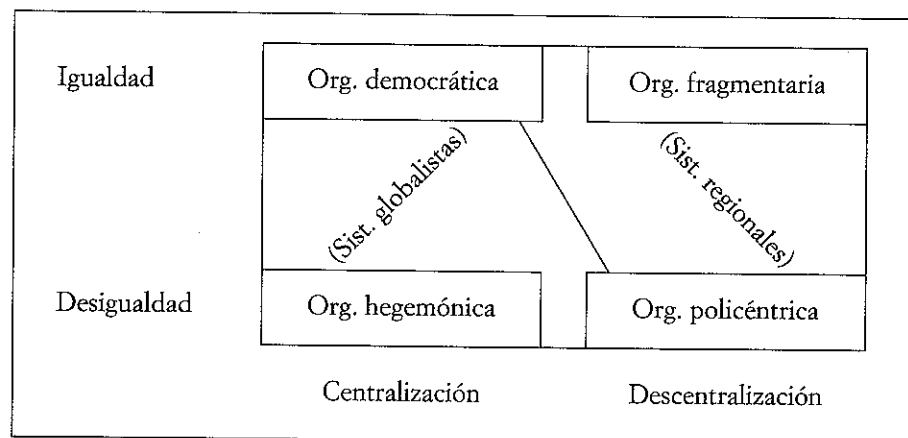 Igualdad
Org. democrática
Org. fragmentaria
(Sist. globalistas)
(Sist. regionales)
Desigualdad
Org. hegemónica
Org. policéntrica
Centralización
Descentralización